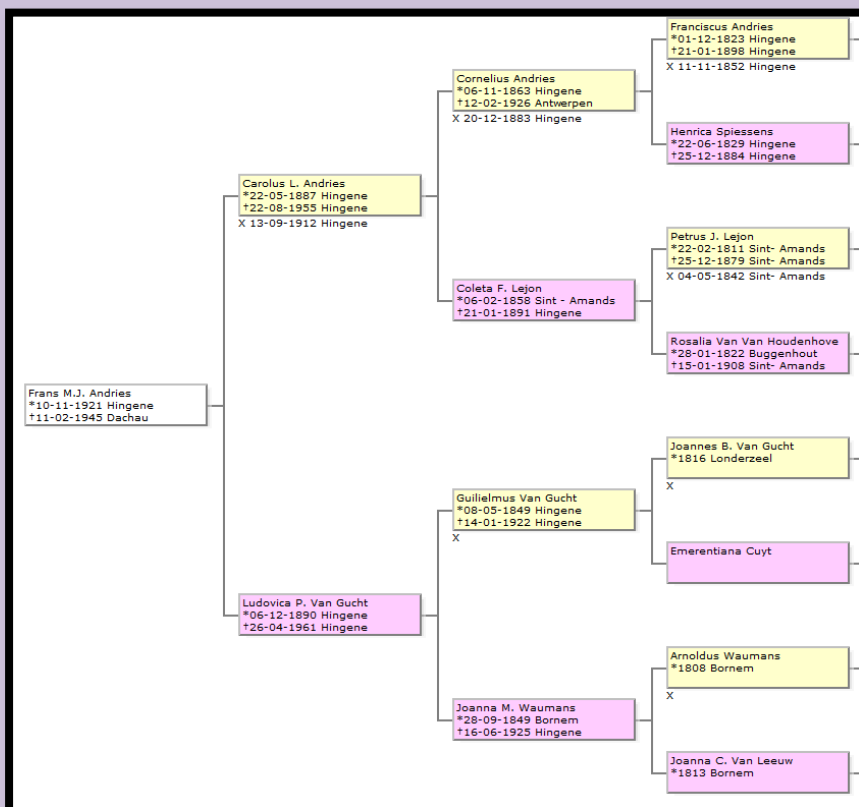 Franciscus Andries
*01-12-1823 Hingene
†21-01-1898 Hingene
X 11-11-1852 Hingene
Cornelius Andries
*06-11-1863 Hingene
†12-02-1926 Antwerpen
X 20-12-1883 Hingene
Henrica Spiessens
*22-06-1829 Hingene
†25-12-1884 Hingene
Carolus L. Andries
*22-05-1887 Hingene
†22-08-1955 Hingene
X 13-09-1912 Hingene
Petrus J. Lejon
*22-02-1811 Sint- Amands
†25-12-1879 Sint- Amands
X 04-05-1842 Sint- Amands
Coleta F. Lejon
*06-02-1858 Sint - Amands
†21-01-1891 Hingene
Rosalia Van Van Houdenhove
*28-01-1822 Buggenhout
†15-01-1908 Sint- Amands
Frans M.J. Andries
*10-11-1921 Hingene
†11-02-1945 Dachau
Joannes B. Van Gucht
*1816 Londerzeel
X
Guilielmus Van Gucht
*08-05-1849 Hingene
†14-01-1922 Hingene
X
Emerentiana Cuyt
Ludovica P. Van Gucht
*06-12-1890 Hingene
†26-04-1961 Hingene
Arnoldus Waumans
*1808 Bornem
X
Joanna M. Waumans
*28-09-1849 Bornem
†16-06-1925 Hingene
Joanna C. Van Leeuw
*1813 Bornem